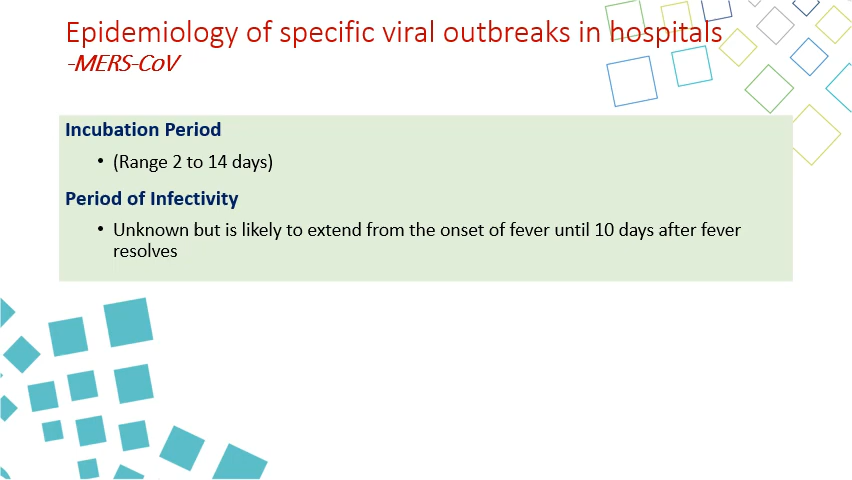 Epidemiology of specific viral outbreaks in hospitals
-MERS-CoV
Incubation Period
• (Range 2 to 14 days)
Period of Infectivity
• Unknown but is likely to extend from the onset of fever until 10 days after fever
resolves